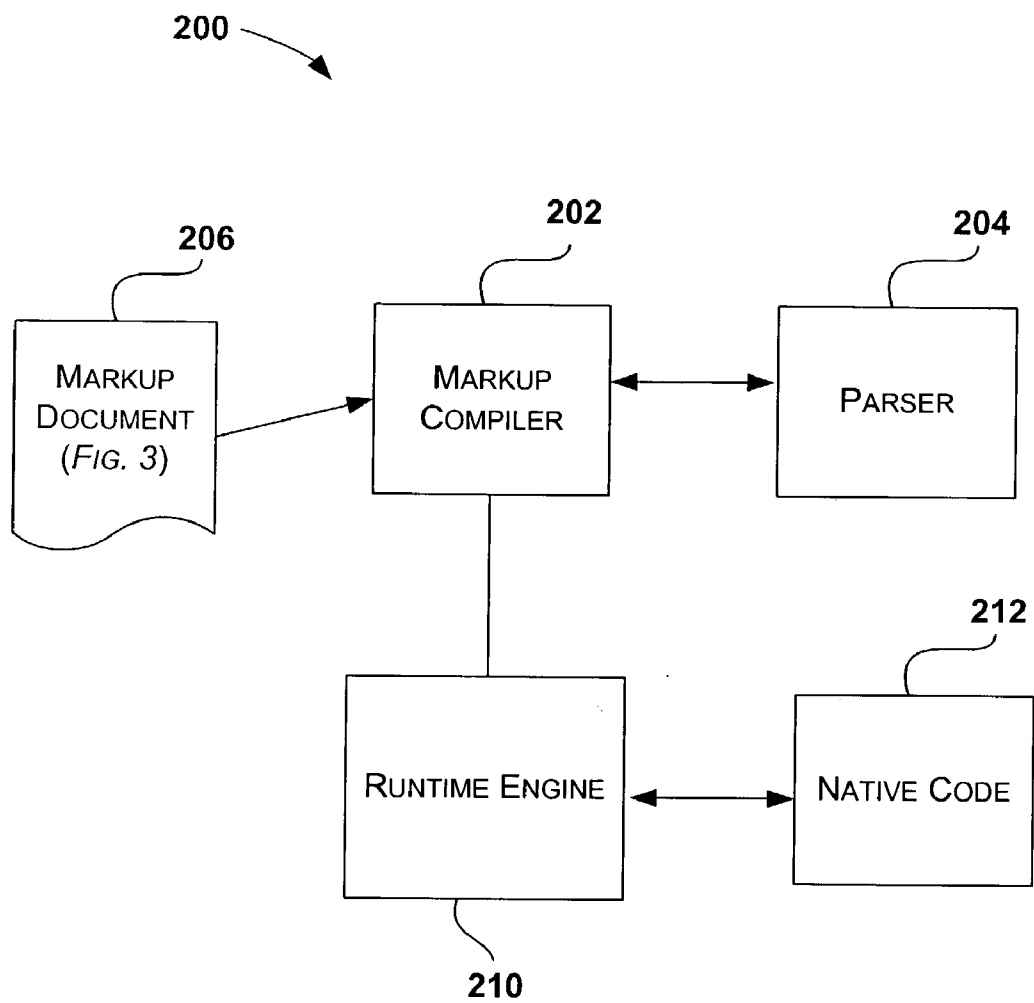 200
206
202
204
MARKUP
DOCUMENT
(FIG. 3)
MARKUP
COMPILER
PARSER
212
RUNTIME ENGINE
NATIVE CODE
210